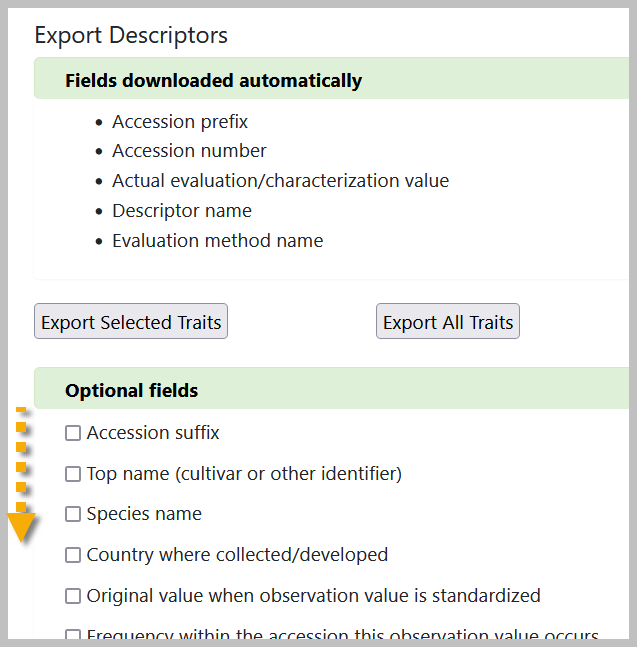 Export Descriptors
Fields downloaded automatically
Accession prefix
Accession number
Actual evaluation/characterization value
Descriptor name
Evaluation method name
Export Selected Traits
Export All Traits
Optional fields
Accession suffix
Top name (cultivar or other identifier)
Species name
Country where collected/developed
Original value when observation value is standardized
Frequency within the accession this observation value occurs